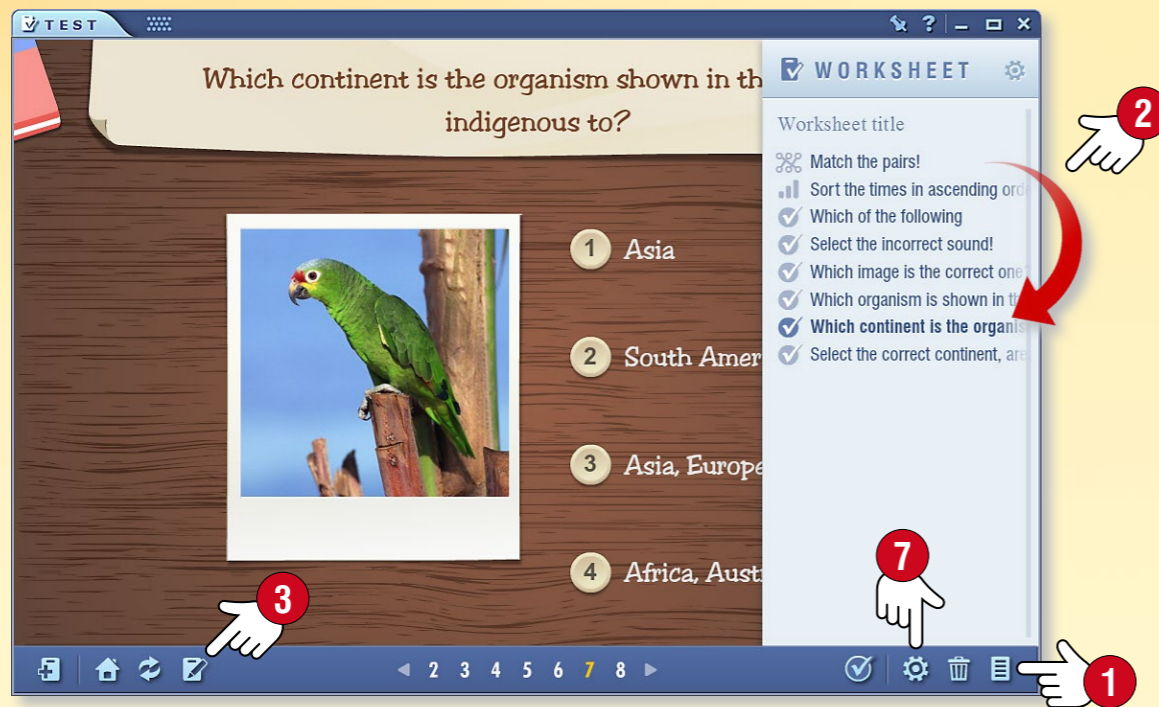 TEST
?
Which continent is the organism shown in th
indigenous to?
1 Asia
2 South Amer
3 Asia, Europe
4 Africa, Aust
WORKSHEET
Worksheet title
Match the pairs!
Sort the times in ascending ord
Which of the following
Select the incorrect sound!
Which image is the correct one
Which organism is shown in t
Which continent is the organis
Select the correct continent, are
2
3
7
1
2 3 4 5 6 7 8